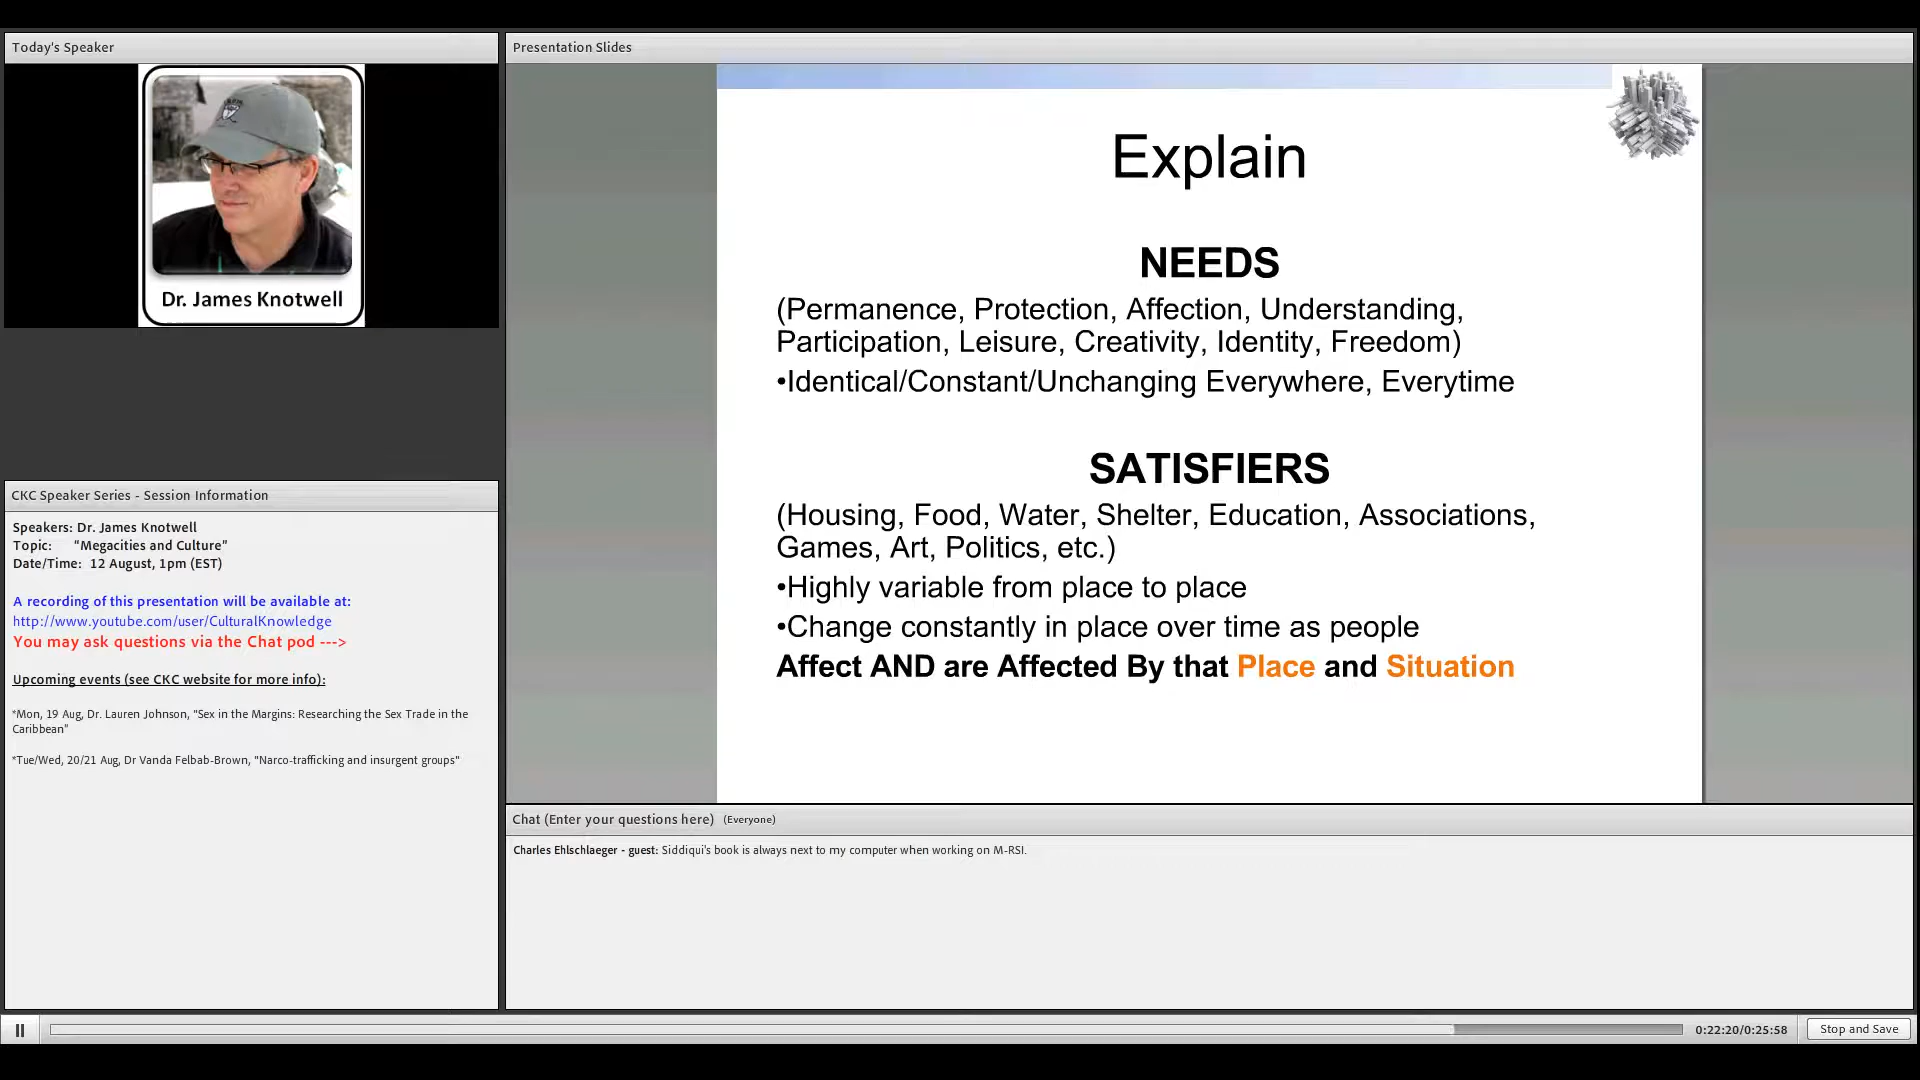 Today's Speaker
Dr. James Knotwell
CKC Speaker Series - Session Information
Speakers: Dr. James Knotwell
Topic: "Megacities and Culture"
Date/Time: 12 August, 1pm (EST)
A recording of this presentation will be available at:
http://www.youtube.com/user/CulturalKnowledge
You may ask questions via the Chat pod --->
Upcoming events (see CKC website for more info):
*Mon, 19 Aug, Dr. Lauren Johnson, "Sex in the Margins: Researching the Sex Trade in the
Caribbean"
*Tue/Wed, 20/21 Aug, Dr Vanda Felbab-Brown, "Narco-trafficking and insurgent groups"
Presentation Slides
Explain
NEEDS
(Permanence, Protection, Affection, Understanding,
Participation, Leisure, Creativity, Identity, Freedom)
•Identical/Constant/Unchanging Everywhere, Everytime
SATISFIERS
(Housing, Food, Water, Shelter, Education, Associations,
Games, Art, Politics, etc.)
•Highly variable from place to place
•Change constantly in place over time as people
Affect AND are Affected By that Place and Situation
Chat (Enter your questions here) (Everyone)
Charles Ehlschlaeger - guest: Siddiqui's book is always next to my computer when working on M-RSI.
0:22:20/0:25:58
Stop and Save